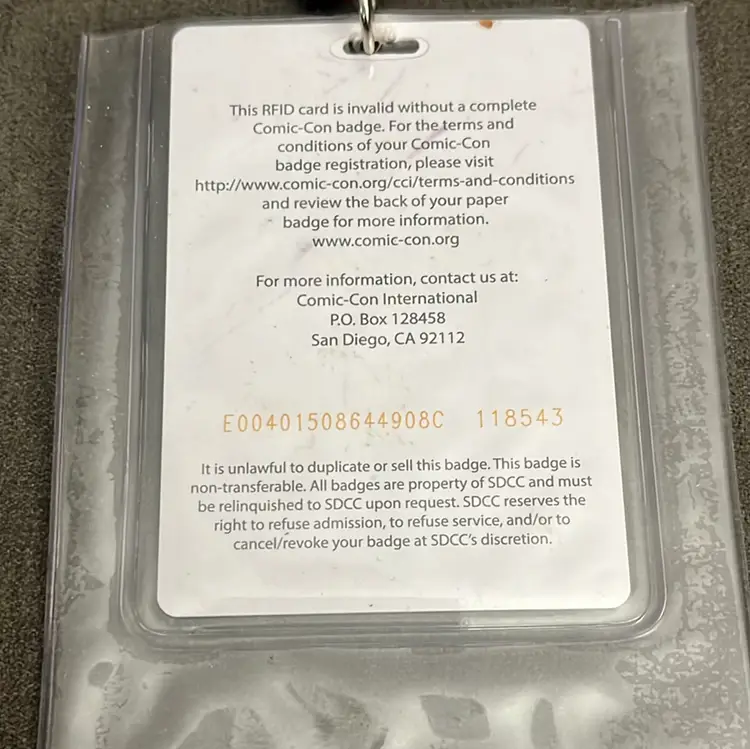 This RFID card is invalid without a complete
Comic-Con badge. For the terms and
conditions of your Comic-Con
badge registration, please visit
http://www.comic-con.org/cci/terms-and-conditions
and review the back of your paper
badge for more information.
www.comic-con.org
For more information, contact us at:
Comic-Con International
P.O. Box 128458
San Diego, CA 92112
E00401508644908C 118543
It is unlawful to duplicate or sell this badge. This badge is
non-transferable. All badges are property of SDCC and must
be relinquished to SDCC upon request. SDCC reserves the
right to refuse admission, to refuse service, and/or to
cancel/revoke your badge at SDCC's discretion.